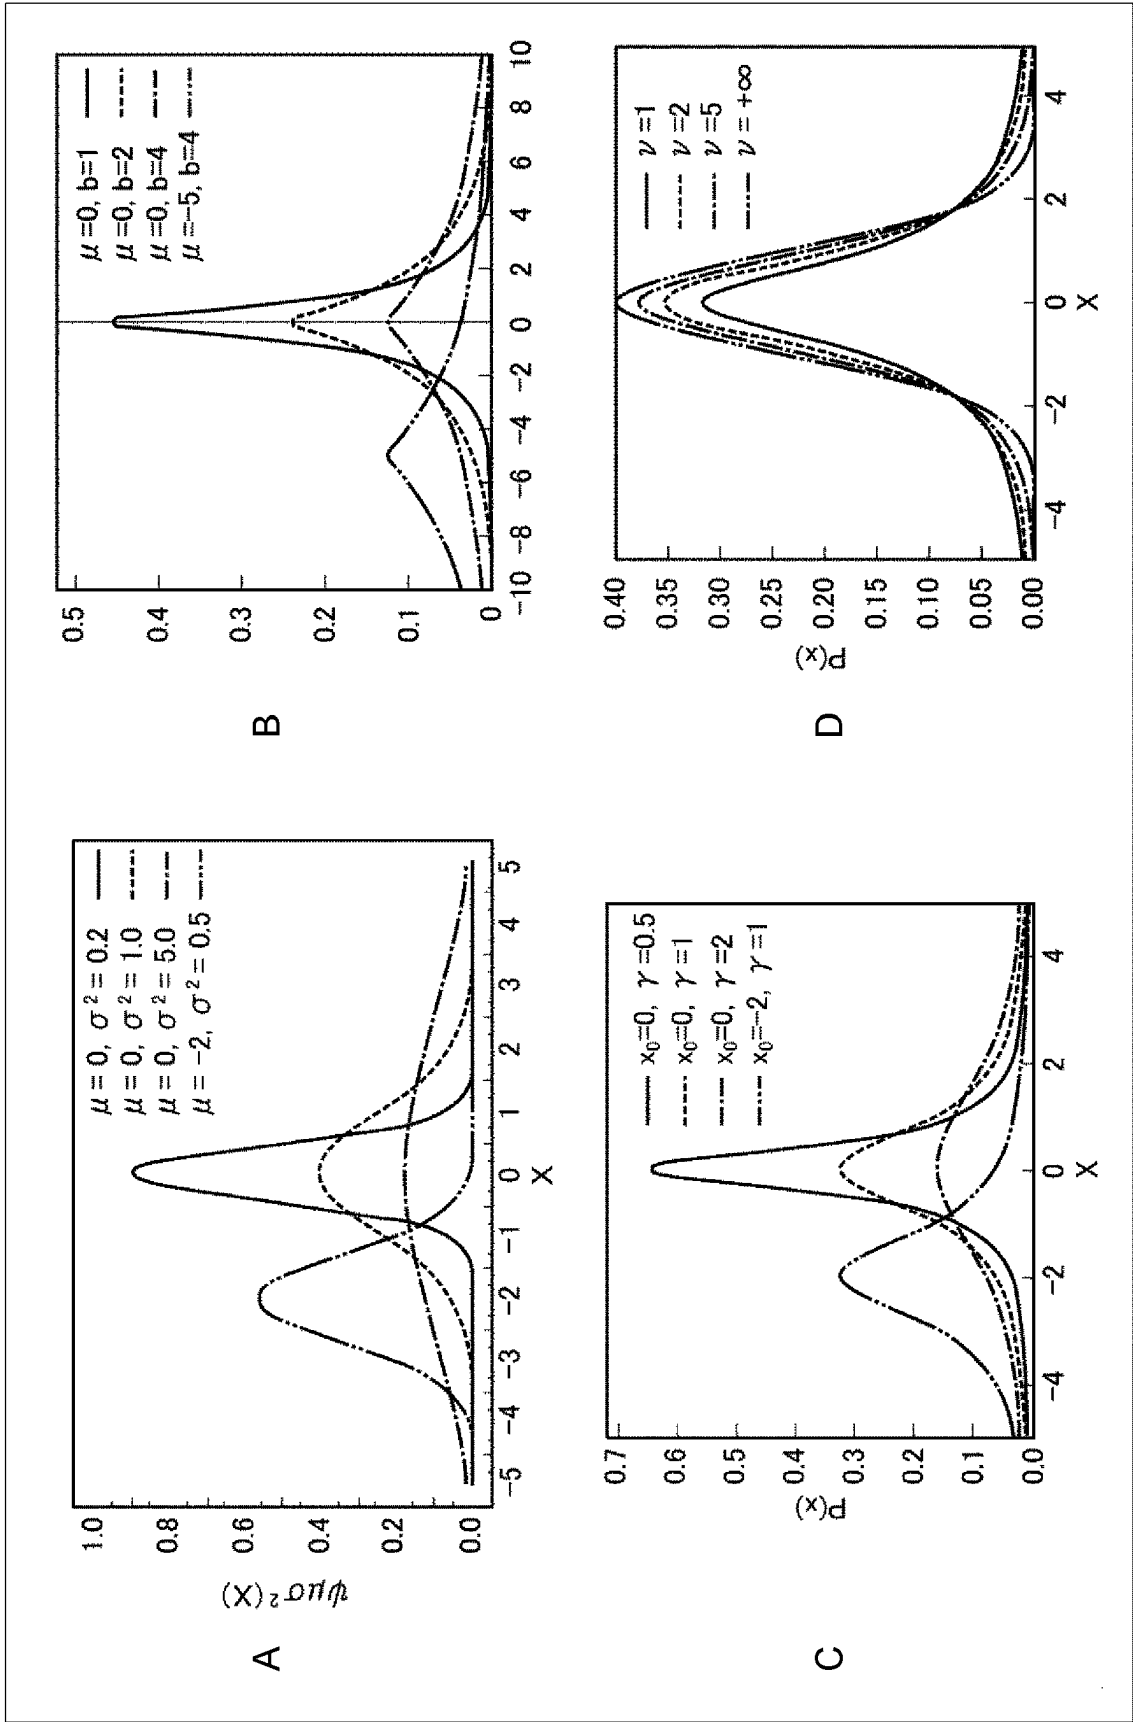 A
ψμσ²(X)
1.0
0.8
0.6
0.4
0.2
0.0
μ = 0, σ² = 0.2
μ = 0, σ² = 1.0
μ = 0, σ² = 5.0
μ = -2, σ² = 0.5
-5 -4 -3 -2 -1 0 1 2 3 4 5
X
B
0.5
0.4
0.3
0.2
0.1
0
μ=0, b=1
μ=0, b=2
μ=0, b=4
μ=-5, b=4
-10 -8 -6 -4 -2 0 2 4 6 8 10
C
P(x)
0.7
0.6
0.5
0.4
0.3
0.2
0.1
0.0
x₀=0, γ=0.5
x₀=0, γ=1
x₀=0, γ=2
x₀=-2, γ=1
-4 -2 0 2 4
X
D
P(x)
0.40
0.35
0.30
0.25
0.20
0.15
0.10
0.05
0.00
ν=1
ν=2
ν=5
ν=+∞
-4 -2 0 2 4
X